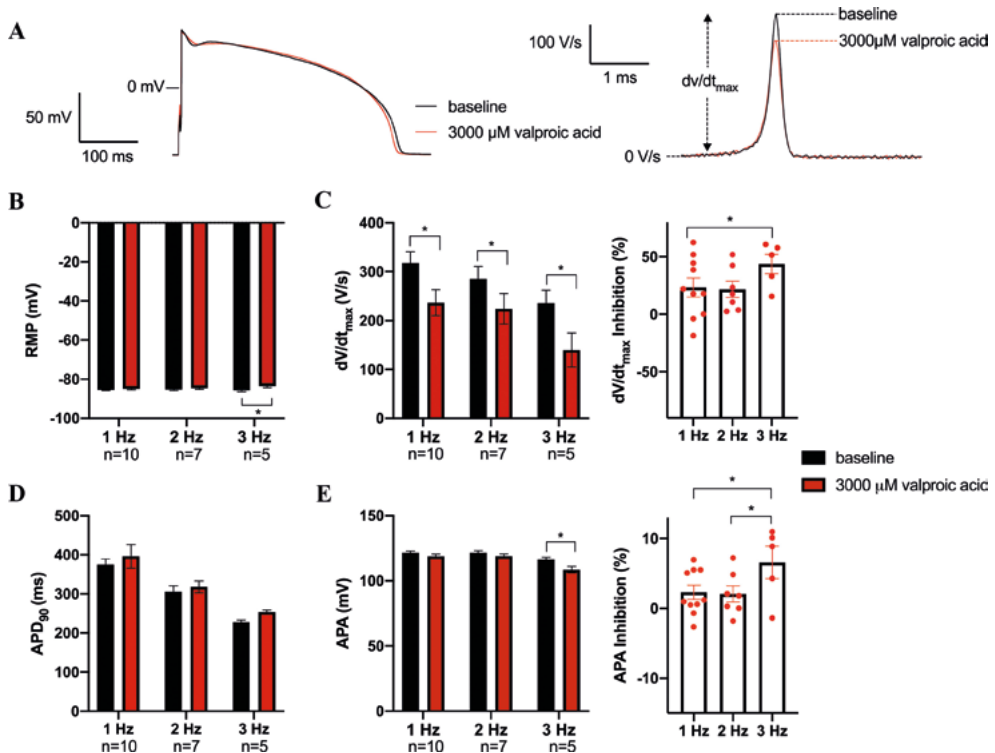 A
0 mV
50 mV
100 ms
baseline
3000 µM valproic acid
100 V/s
1 ms
dv/dtmax
0 V/s
baseline
3000µM valproic acid
B
0
-20
-40
-60
-80
-100
RMP (mV)
*
1 Hz 2 Hz 3 Hz
n=10 n=7 n=5
C
400
300
200
100
0
dV/dtmax (V/s)
* * *
1 Hz 2 Hz 3 Hz
n=10 n=7 n=5
50
0
-50
dV/dtmax Inhibition (%)
*
1 Hz 2 Hz 3 Hz
baseline
3000 µM valproic acid
D
500
400
300
200
100
0
APD90 (ms)
1 Hz 2 Hz 3 Hz
n=10 n=7 n=5
E
150
100
50
0
APA (mV)
*
1 Hz 2 Hz 3 Hz
n=10 n=7 n=5
10
0
-10
APA Inhibition (%)
*
*
1 Hz 2 Hz 3 Hz